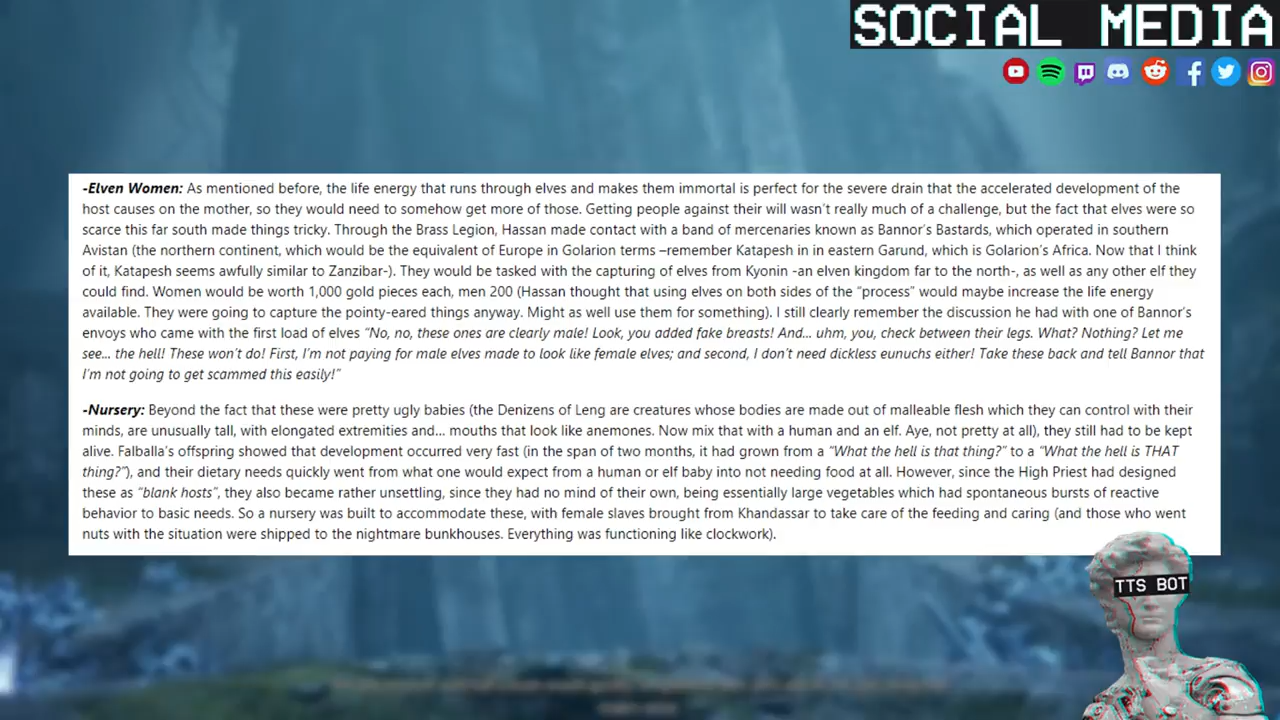 SOCIAL MEDIA
-Elven Women: As mentioned before, the life energy that runs through elves and makes them immortal is perfect for the severe drain that the accelerated development of the
host causes on the mother, so they would need to somehow get more of those. Getting people against their will wasn't really much of a challenge, but the fact that elves were so
scarce this far south made things tricky. Through the Brass Legion, Hassan made contact with a band of mercenaries known as Bannor's Bastards, which operated in southern
Avistan (the northern continent, which would be the equivalent of Europe in Golarion terms –remember Katapesh in in eastern Garund, which is Golarion's Africa. Now that I think
of it, Katapesh seems awfully similar to Zanzibar-). They would be tasked with the capturing of elves from Kyonin -an elven kingdom far to the north-, as well as any other elf they
could find. Women would be worth 1,000 gold pieces each, men 200 (Hassan thought that using elves on both sides of the "process" would maybe increase the life energy
available. They were going to capture the pointy-eared things anyway. Might as well use them for something). I still clearly remember the discussion he had with one of Bannor's
envoys who came with the first load of elves "No, no, these ones are clearly male! Look, you added fake breasts! And... uhm, you, check between their legs. What? Nothing? Let me
see... the hell! These won't do! First, I'm not paying for male elves made to look like female elves; and second, I don't need dickless eunuchs either! Take these back and tell Bannor that
I'm not going to get scammed this easily!"
-Nursery: Beyond the fact that these were pretty ugly babies (the Denizens of Leng are creatures whose bodies are made out of malleable flesh which they can control with their
minds, are unusually tall, with elongated extremities and... mouths that look like anemones. Now mix that with a human and an elf. Aye, not pretty at all), they still had to be kept
alive. Falballa's offspring showed that development occurred very fast (in the span of two months, it had grown from a "What the hell is that thing?" to a "What the hell is THAT
thing?"), and their dietary needs quickly went from what one would expect from a human or elf baby into not needing food at all. However, since the High Priest had designed
these as "blank hosts", they also became rather unsettling, since they had no mind of their own, being essentially large vegetables which had spontaneous bursts of reactive
behavior to basic needs. So a nursery was built to accommodate these, with female slaves brought from Khandassar to take care of the feeding and caring (and those who went
nuts with the situation were shipped to the nightmare bunkhouses. Everything was functioning like clockwork).
TTS BOT